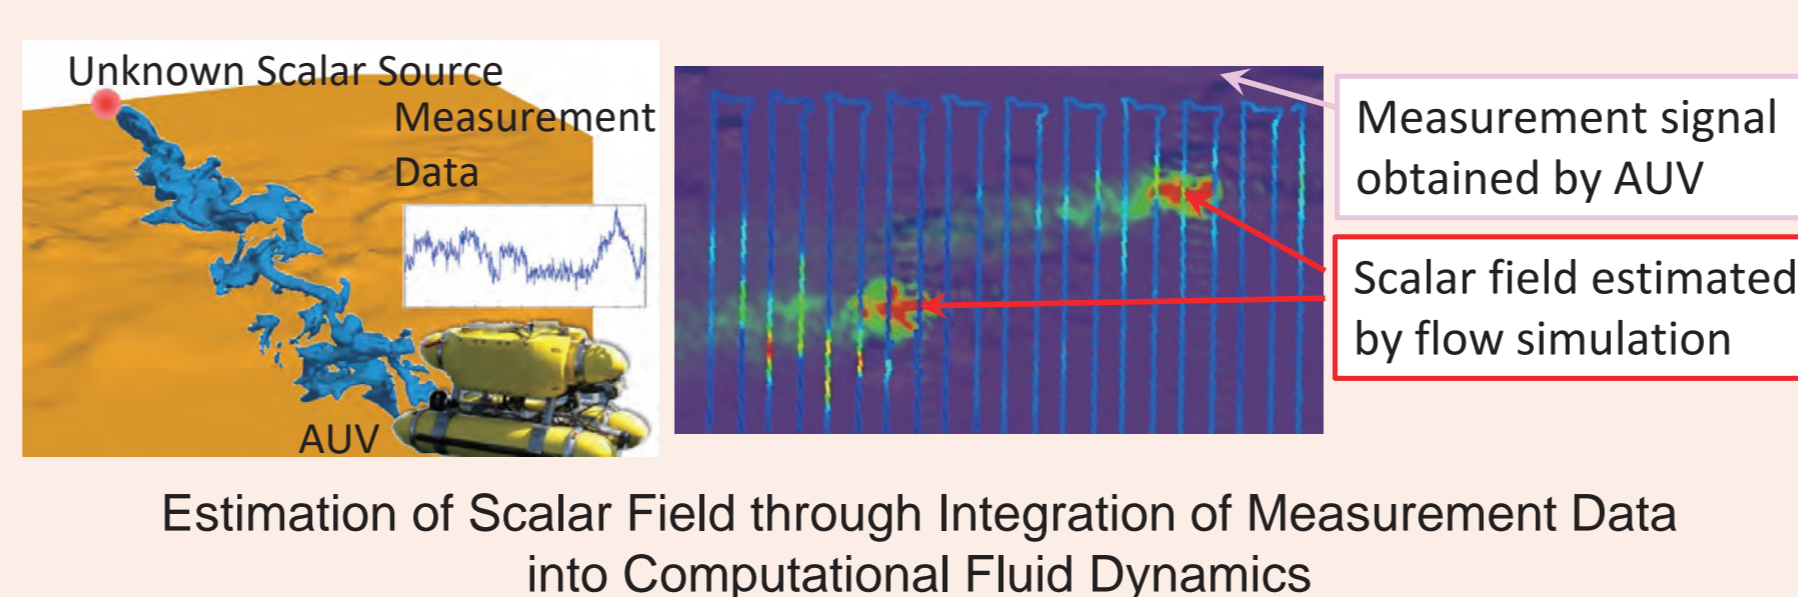 Unknown Scalar Source
Measurement
Data
AUV
Measurement signal
obtained by AUV
Scalar field estimated
by flow simulation
Estimation of Scalar Field through Integration of Measurement Data
into Computational Fluid Dynamics